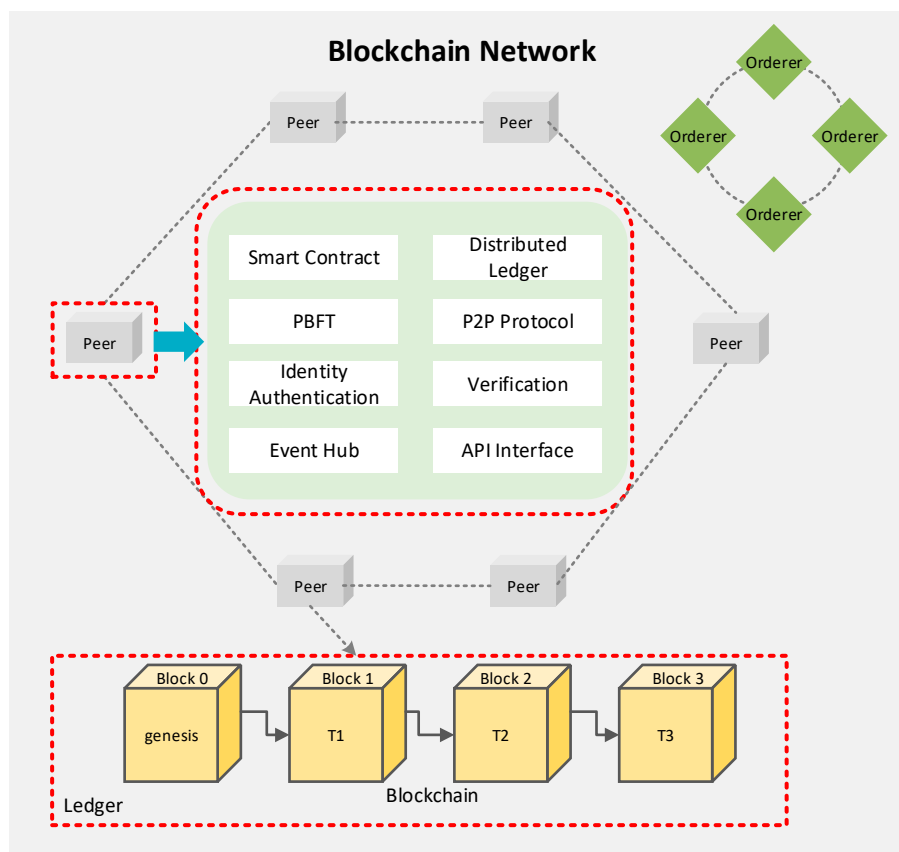 Blockchain Network
Orderer
Orderer
Orderer
Orderer
Peer
Peer
Smart Contract
Distributed
Ledger
PBFT
P2P Protocol
Peer
Peer
Identity
Authentication
Verification
Event Hub
API Interface
Peer
Peer
Block 0
Block 1
Block 2
Block 3
genesis
T1
T2
T3
Blockchain
Ledger